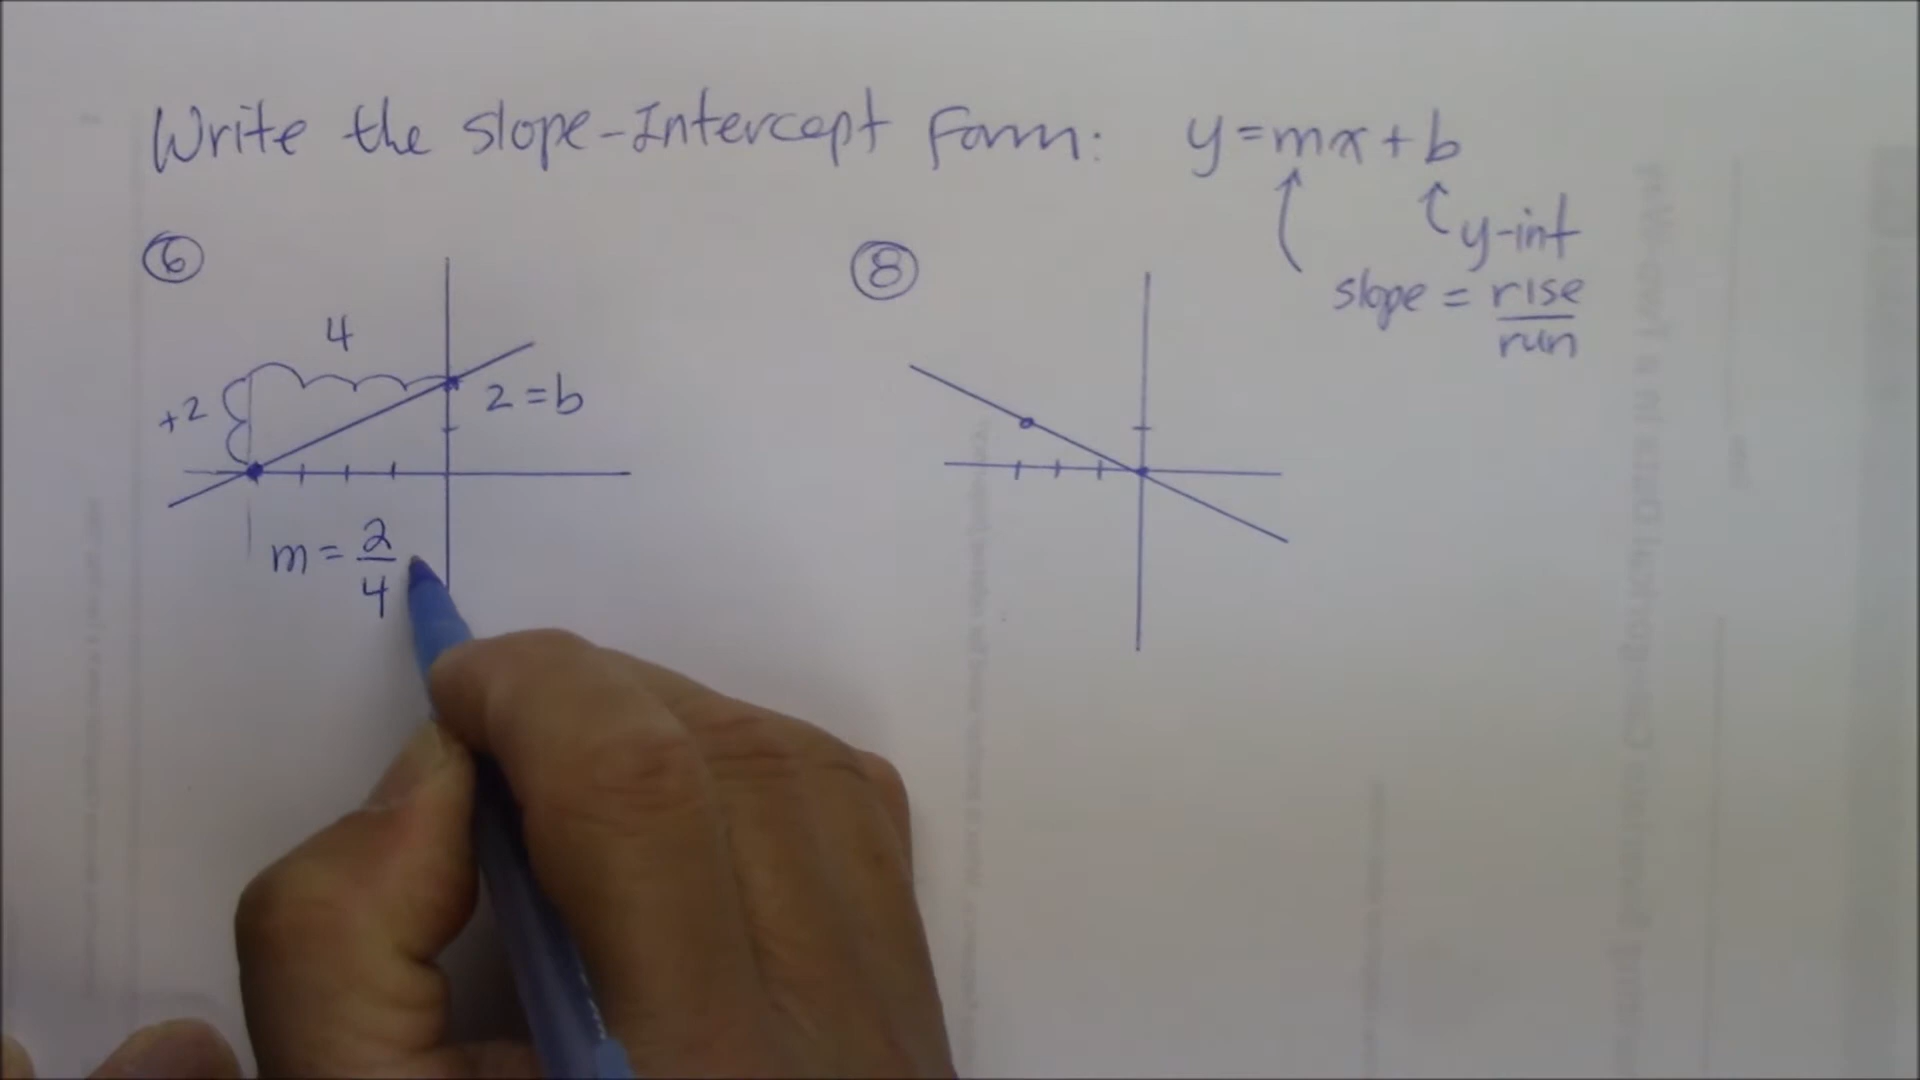 Write the slope-Intercept Form: y=mx+b
y-int
slope = rise
run
6
4
+2
2=b
m = 2
4
8